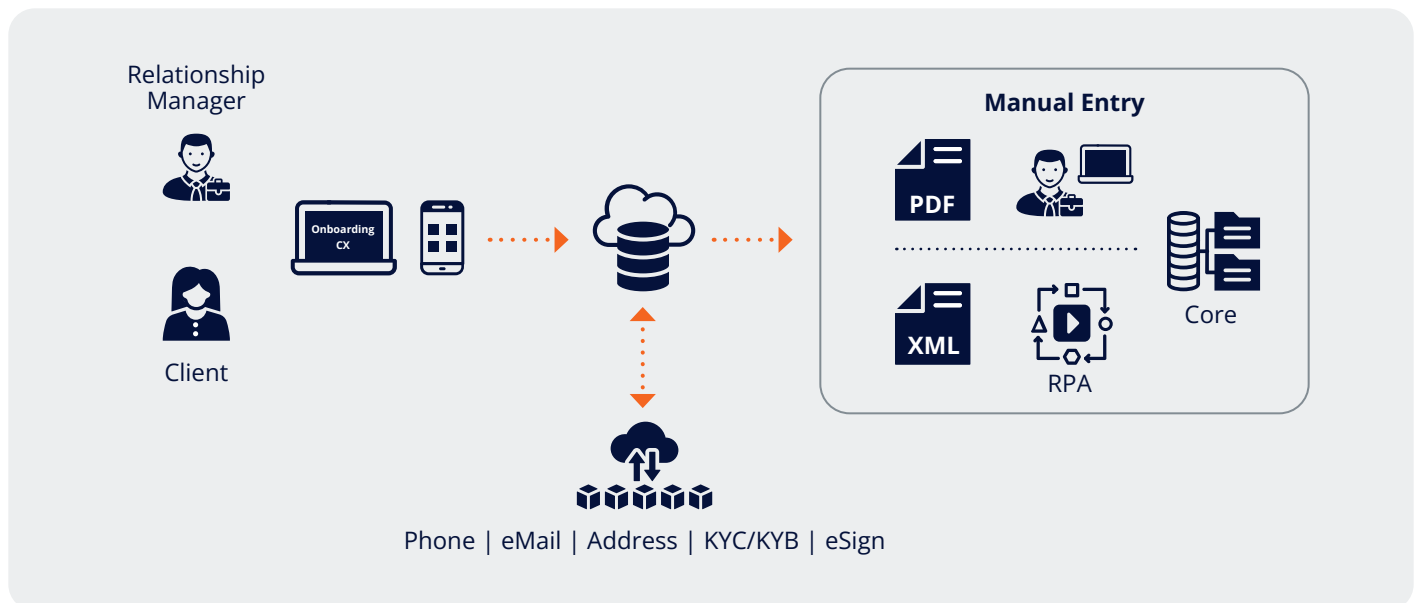 Relationship
Manager
Client
Onboarding
CX
Phone | eMail | Address | KYC/KYB | eSign
Manual Entry
PDF
XML
RPA
Core